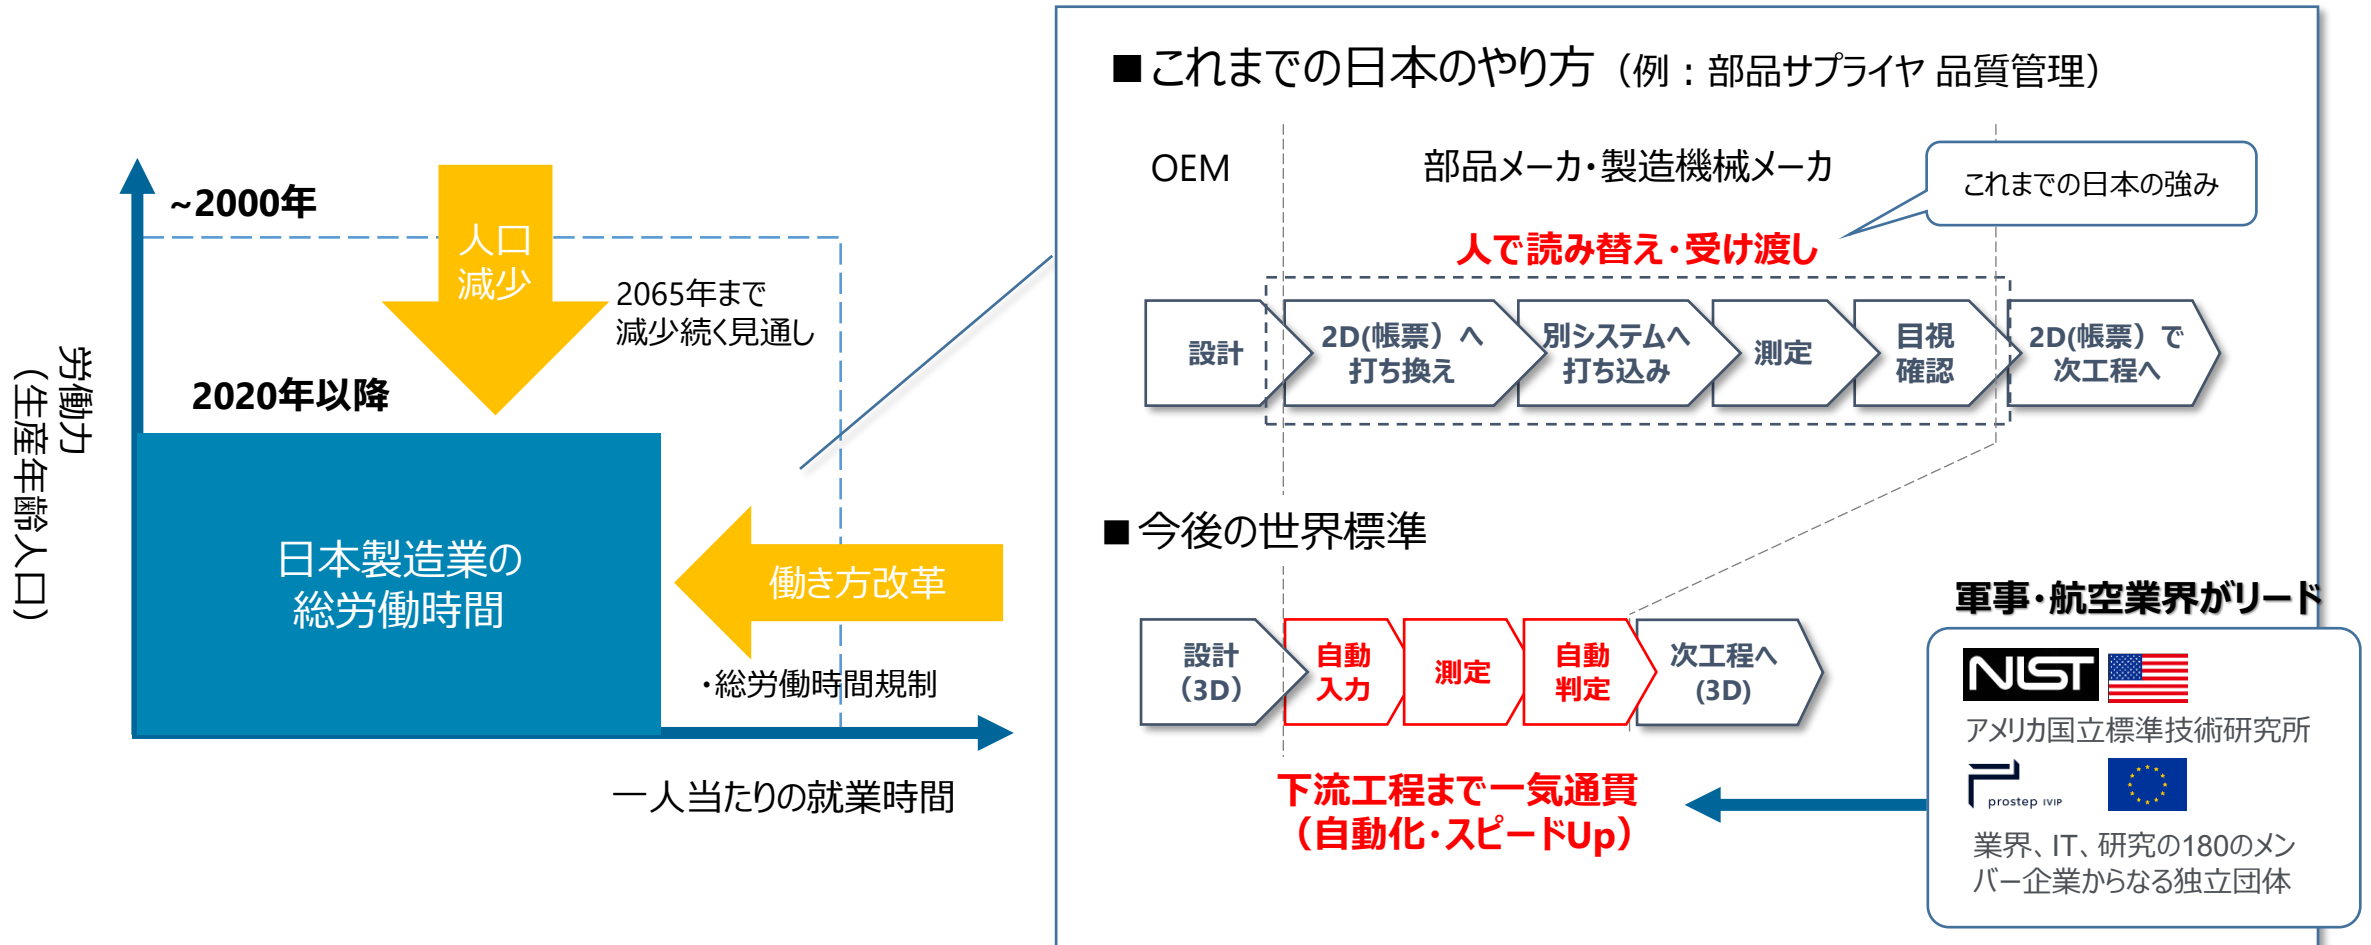 ~2000年
人口
減少
2065年まで
減少続く見通し
2020年以降
労働力
（生産年齢人口）
日本製造業の
総労働時間
働き方改革
・総労働時間規制
一人当たりの就業時間
■これまでの日本のやり方（例：部品サプライヤ 品質管理）
OEM
部品メーカ・製造機械メーカ
これまでの日本の強み
人で読み替え・受け渡し
設計
2D(帳票）へ
打ち換え
別システムへ
打ち込み
測定
目視
確認
2D(帳票）で
次工程へ
■今後の世界標準
設計
（3D）
自動
入力
測定
自動
判定
次工程へ
(3D)
下流工程まで一気通貫
（自動化・スピードUp）
軍事・航空業界がリード
NIST
アメリカ国立標準技術研究所
prostep IVIP
業界、IT、研究の180のメン
バー企業からなる独立団体